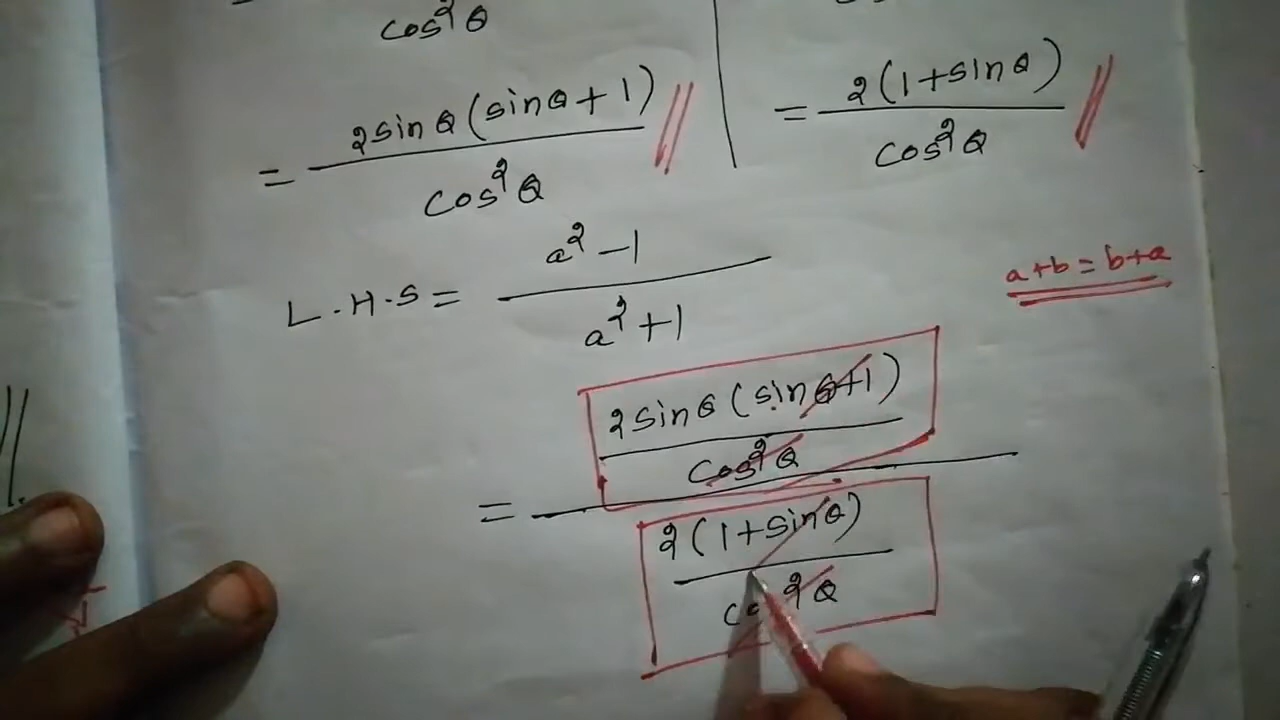 cos²θ
= 2sinθ(sinθ+1) / cos²θ
= 2(1+sinθ) / cos²θ
L.H.S = a²-1 / a²+1
a+b=b+a
= 2sinθ(sinθ+1) / cos²θ
2(1+sinθ) / cos²θ